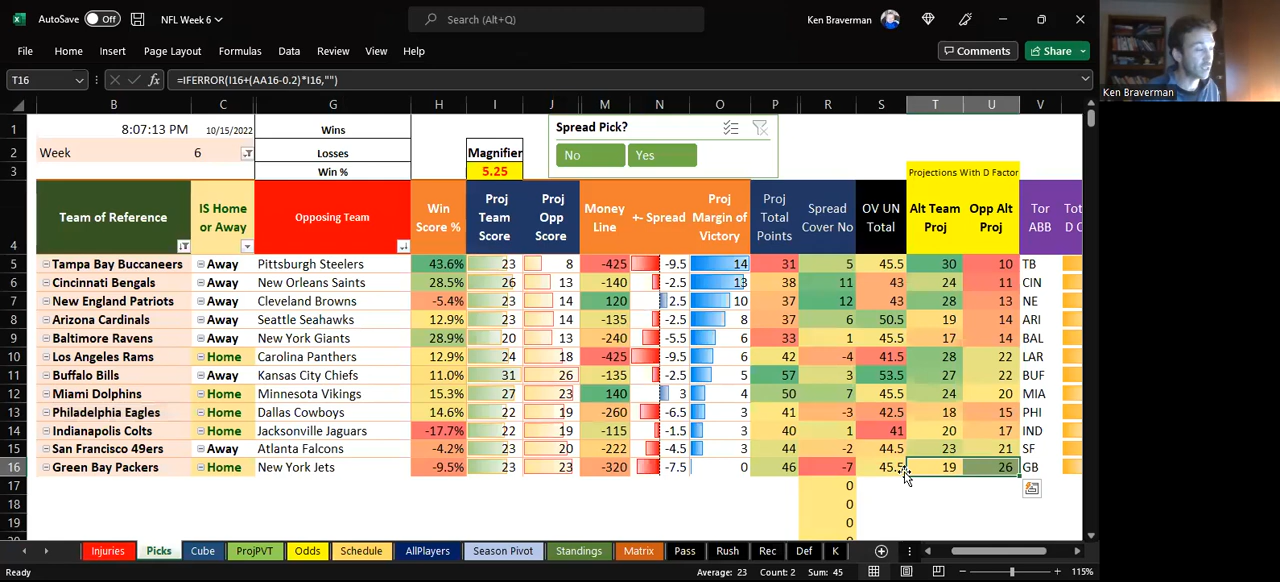 AutoSave Off NFL Week 6 Search (Alt+Q) Ken Braverman
File Home Insert Page Layout Formulas Data Review View Help Comments Share
T16 fx =IFERROR(I16+(AA16-0.2)*I16,"")
Ken Braverman
B C G H I J M N O P R S T U V
1 8:07:13 PM 10/15/2022 Wins Spread Pick?
2 Week 6 Losses Magnifier No Yes
3 Win % 5.25 Projections With D Factor
4 Team of Reference IS Home or Away Opposing Team Win Score % Proj Team Score Proj Opp Score Money Line +- Spread Proj Margin of Victory Proj Total Points Spread Cover No OV UN Total Alt Team Proj Opp Alt Proj Tor ABB Tot D C
5 Tampa Bay Buccaneers Away Pittsburgh Steelers 43.6% 23 8 -425 -9.5 14 31 5 45.5 30 10 TB
6 Cincinnati Bengals Away New Orleans Saints 28.5% 26 13 -140 -2.5 13 38 11 43 24 11 CIN
7 New England Patriots Away Cleveland Browns -5.4% 23 14 120 2.5 10 37 12 43 28 13 NE
8 Arizona Cardinals Away Seattle Seahawks 12.9% 23 14 -135 -2.5 8 37 6 50.5 19 14 ARI
9 Baltimore Ravens Away New York Giants 28.9% 20 13 -240 -5.5 6 33 1 45.5 17 14 BAL
10 Los Angeles Rams Home Carolina Panthers 12.9% 24 18 -425 -9.5 6 42 -4 41.5 28 22 LAR
11 Buffalo Bills Away Kansas City Chiefs 11.0% 31 26 -135 -2.5 5 57 3 53.5 27 22 BUF
12 Miami Dolphins Home Minnesota Vikings 15.3% 27 23 140 3 4 50 7 45.5 24 20 MIA
13 Philadelphia Eagles Home Dallas Cowboys 14.6% 22 19 -260 -6.5 3 41 -3 42.5 18 15 PHI
14 Indianapolis Colts Home Jacksonville Jaguars -17.7% 22 19 -115 -1.5 3 40 1 41 20 17 IND
15 San Francisco 49ers Away Atlanta Falcons -4.2% 23 20 -222 -4.5 3 44 -2 44.5 23 21 SF
16 Green Bay Packers Home New York Jets -9.5% 23 23 -320 -7.5 0 46 -7 45.5 19 26 GB
17 0
18 0
19 0
Injuries Picks Cube ProjPVT Odds Schedule AllPlayers Season Pivot Standings Matrix Pass Rush Rec Def K
Ready Average: 23 Count: 2 Sum: 45 115%